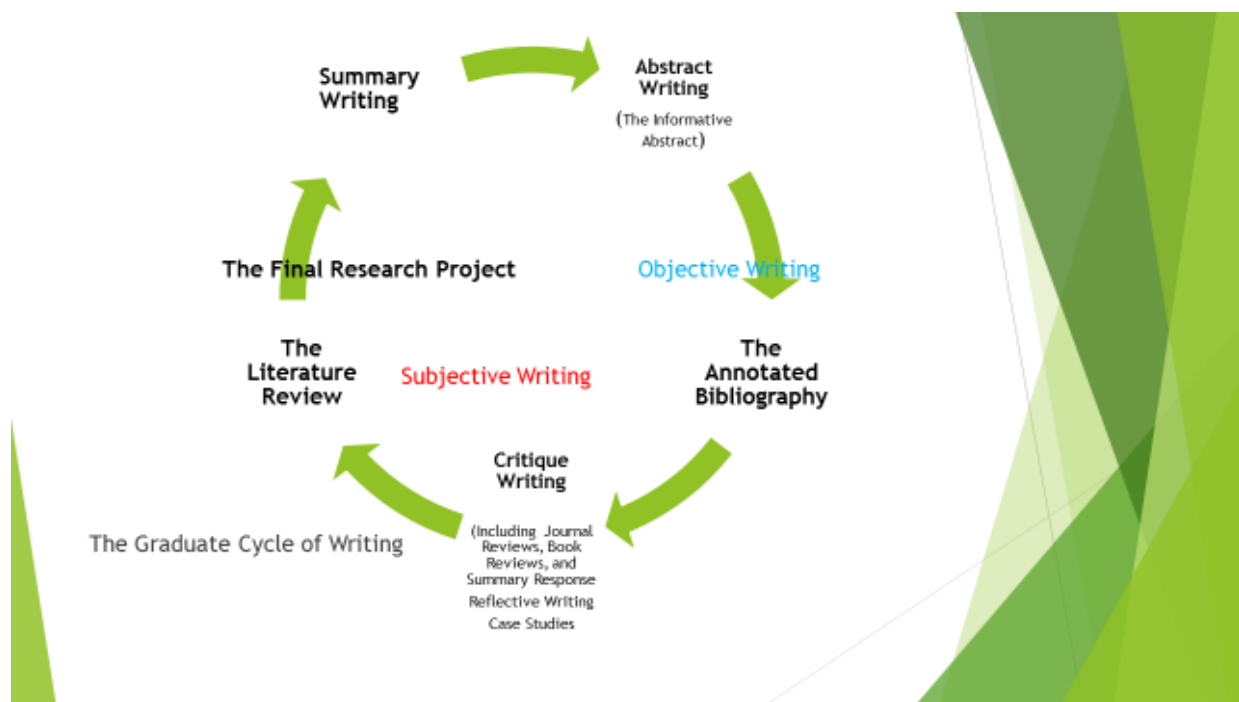 Summary
Writing
Abstract
Writing
(The Informative
Abstract)
The Final Research Project
Objective Writing
The
Literature
Review
Subjective Writing
The
Annotated
Bibliography
Critique
Writing
(Including Journal
Reviews, Book
Reviews, and
Summary Response
Reflective Writing
Case Studies
The Graduate Cycle of Writing